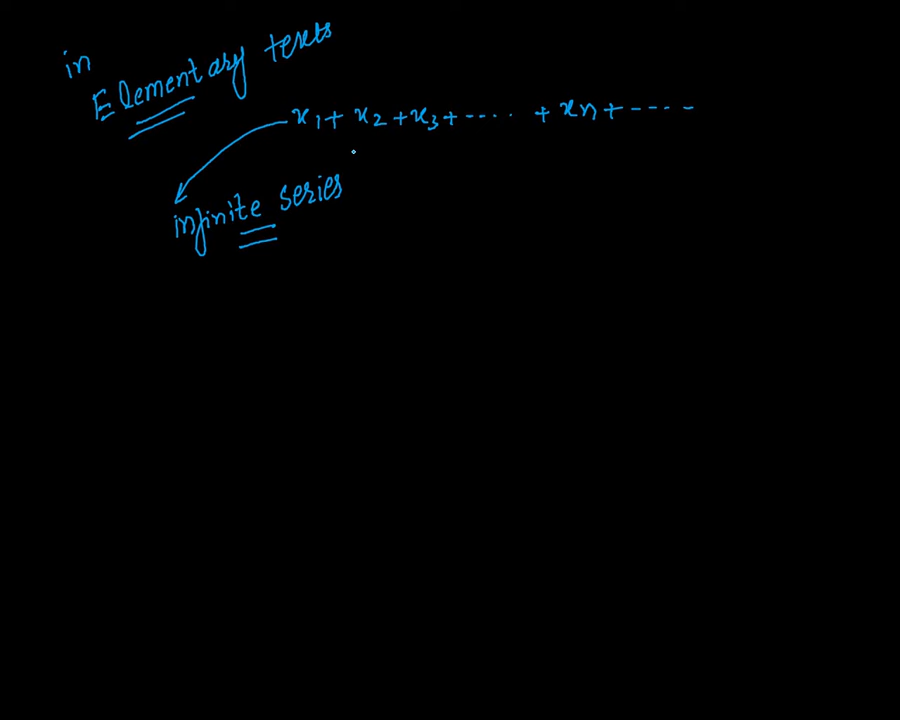 in
Elementary texts
x1 + x2 + x3 + .... + xn + ----
infinite series